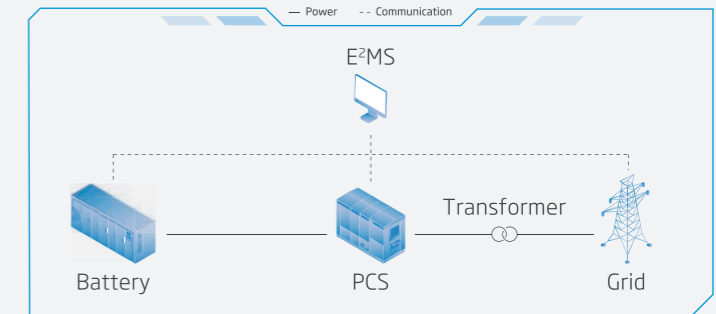 Power Communication
E²MS
Transformer
Battery PCS Grid